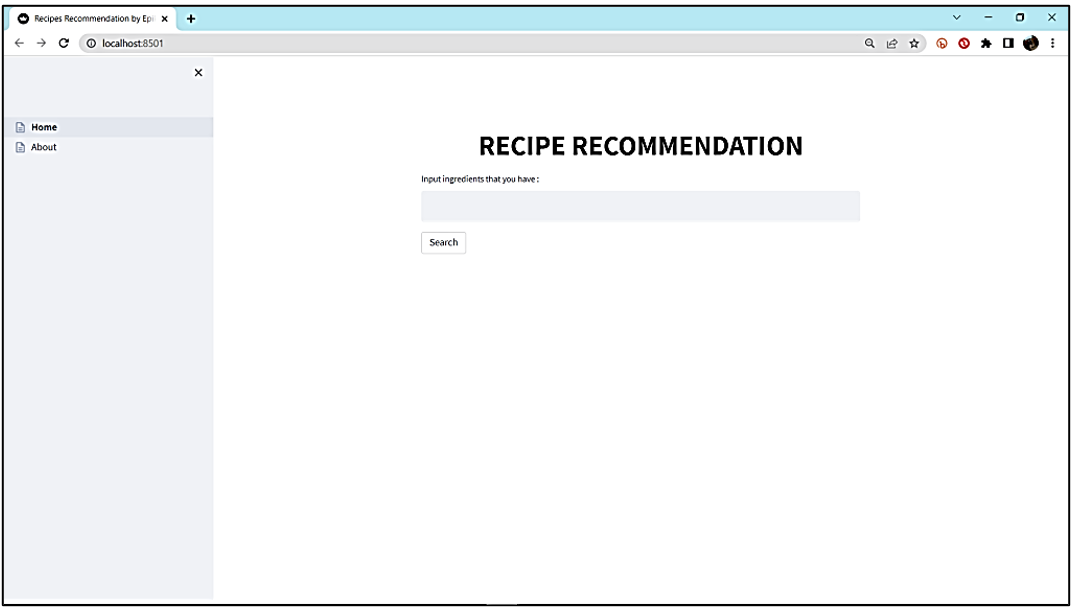 Recipes Recommendation by Epi
localhost:8501
Home
About
RECIPE RECOMMENDATION
Input ingredients that you have :
Search